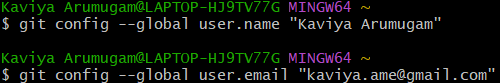 Kaviya Arumugam@LAPTOP-HJ9TV77G MINGW64 ~
$ git config --global user.name "Kaviya Arumugam"
Kaviya Arumugam@LAPTOP-HJ9TV77G MINGW64 ~
$ git config --global user.email "kaviya.ame@gmail.com"